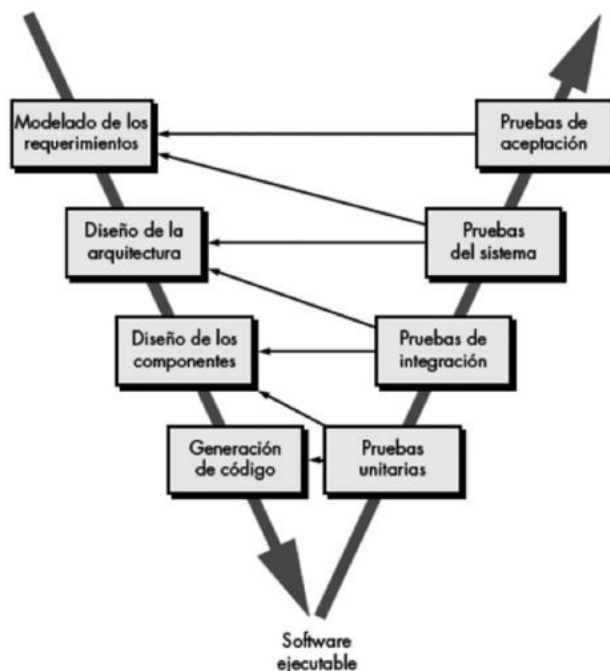 Modelado de los
requerimientos
Pruebas de
aceptación
Diseño de la
arquitectura
Pruebas
del sistema
Diseño de los
componentes
Pruebas de
integración
Generación
de código
Pruebas
unitarias
Software
ejecutable